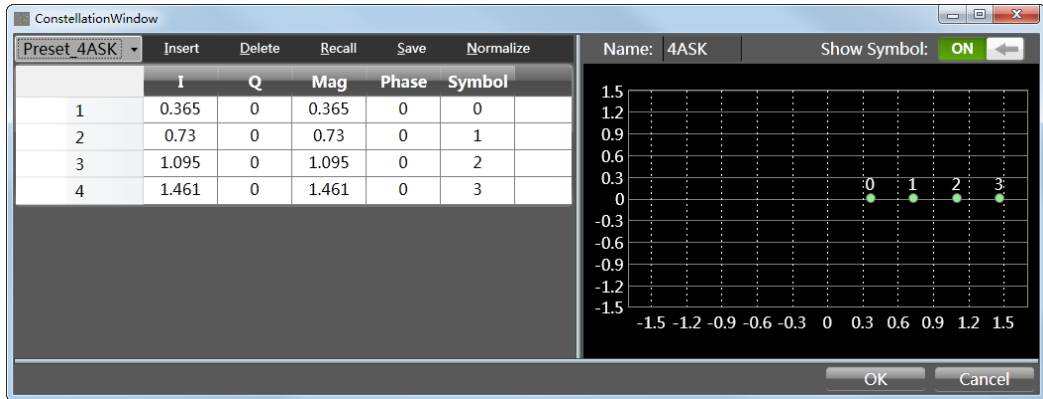 ConstellationWindow
Preset_4ASK Insert Delete Recall Save Normalize
I Q Mag Phase Symbol
1 0.365 0 0.365 0 0
2 0.73 0 0.73 0 1
3 1.095 0 1.095 0 2
4 1.461 0 1.461 0 3
Name: 4ASK Show Symbol: ON
1.5
1.2
0.9
0.6
0.3
0
-0.3
-0.6
-0.9
-1.2
-1.5
0 1 2 3
-1.5 -1.2 -0.9 -0.6 -0.3 0 0.3 0.6 0.9 1.2 1.5
OK Cancel